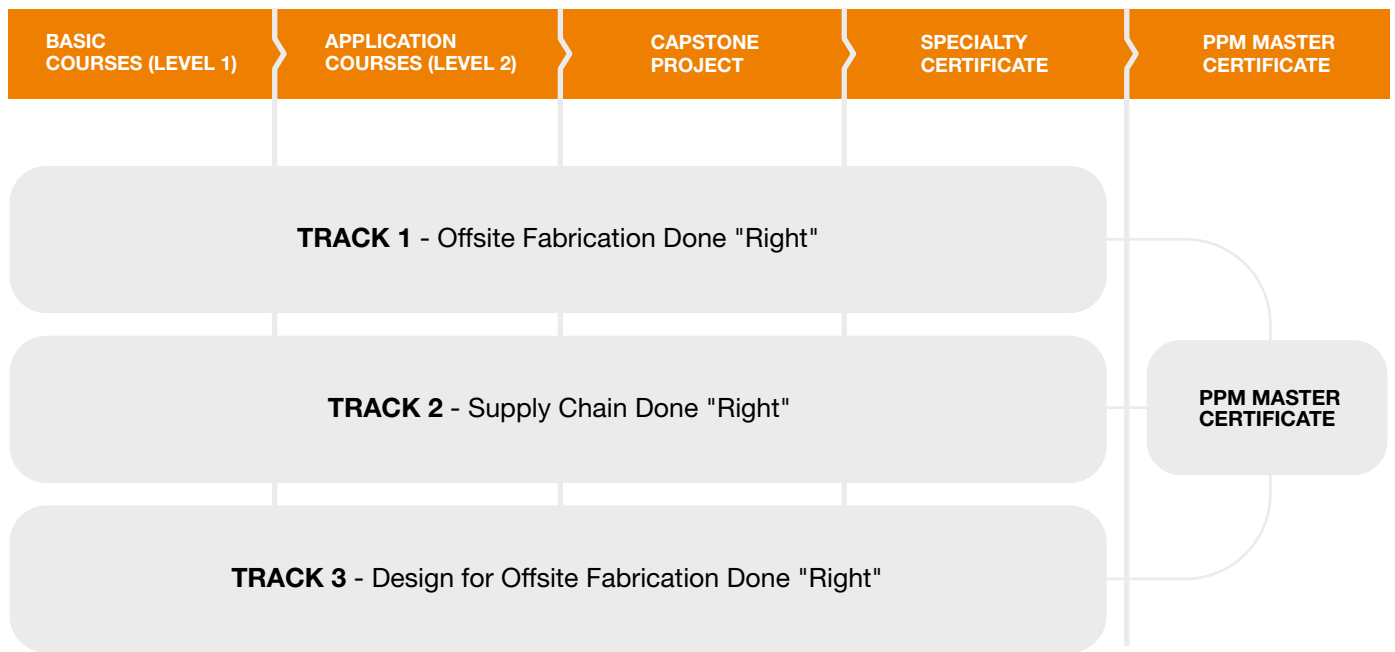 BASIC
COURSES (LEVEL 1)
APPLICATION
COURSES (LEVEL 2)
CAPSTONE
PROJECT
SPECIALTY
CERTIFICATE
PPM MASTER
CERTIFICATE
TRACK 1 - Offsite Fabrication Done "Right"
TRACK 2 - Supply Chain Done "Right"
PPM MASTER
CERTIFICATE
TRACK 3 - Design for Offsite Fabrication Done "Right"